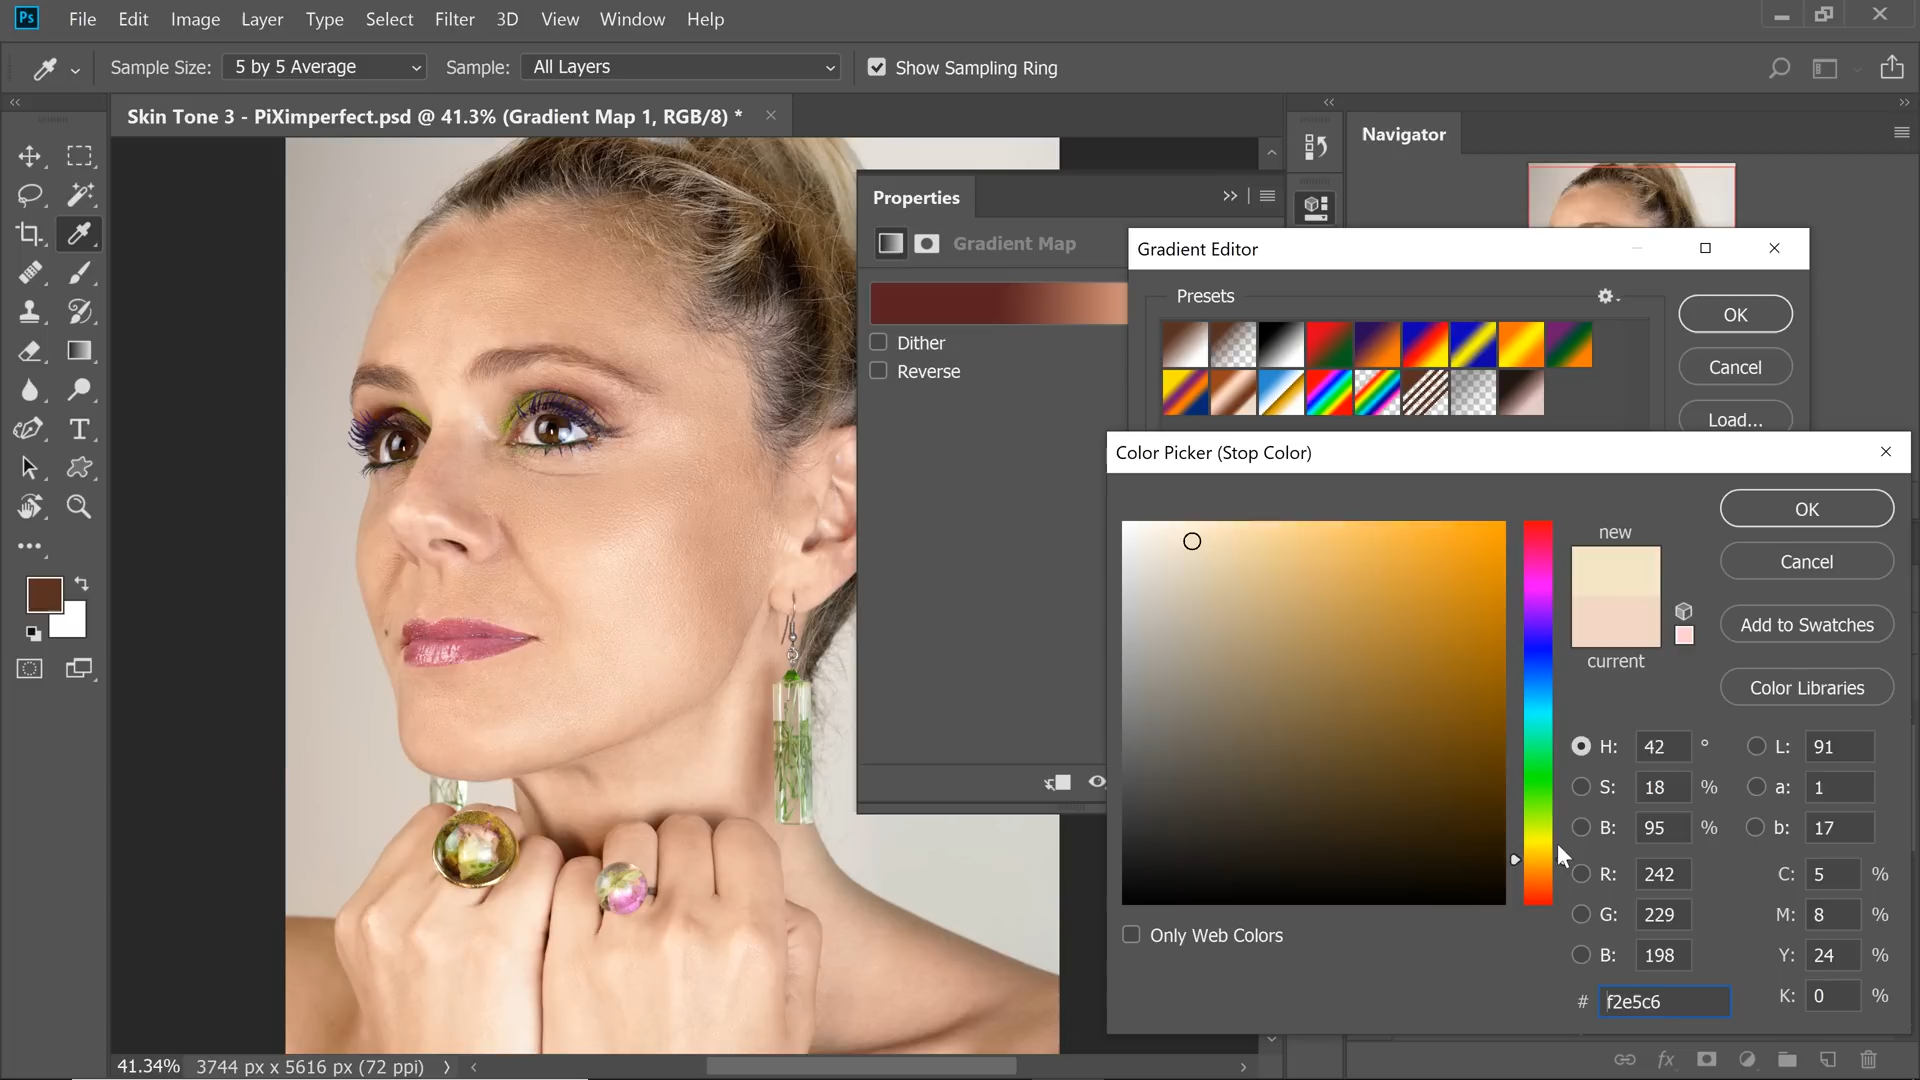 Ps File Edit Image Layer Type Select Filter 3D View Window Help
Sample Size: 5 by 5 Average Sample: All Layers Show Sampling Ring
Skin Tone 3 - PiXimperfect.psd @ 41.3% (Gradient Map 1, RGB/8) *
Navigator
Properties
Gradient Map
Dither
Reverse
Gradient Editor
Presets
OK
Cancel
Load...
Color Picker (Stop Color)
new
current
OK
Cancel
Add to Swatches
Color Libraries
H: 42 ° L: 91
S: 18 % a: 1
B: 95 % b: 17
R: 242 C: 5 %
G: 229 M: 8 %
B: 198 Y: 24 %
# f2e5c6 K: 0 %
Only Web Colors
T
fx
41.34% 3744 px x 5616 px (72 ppi)